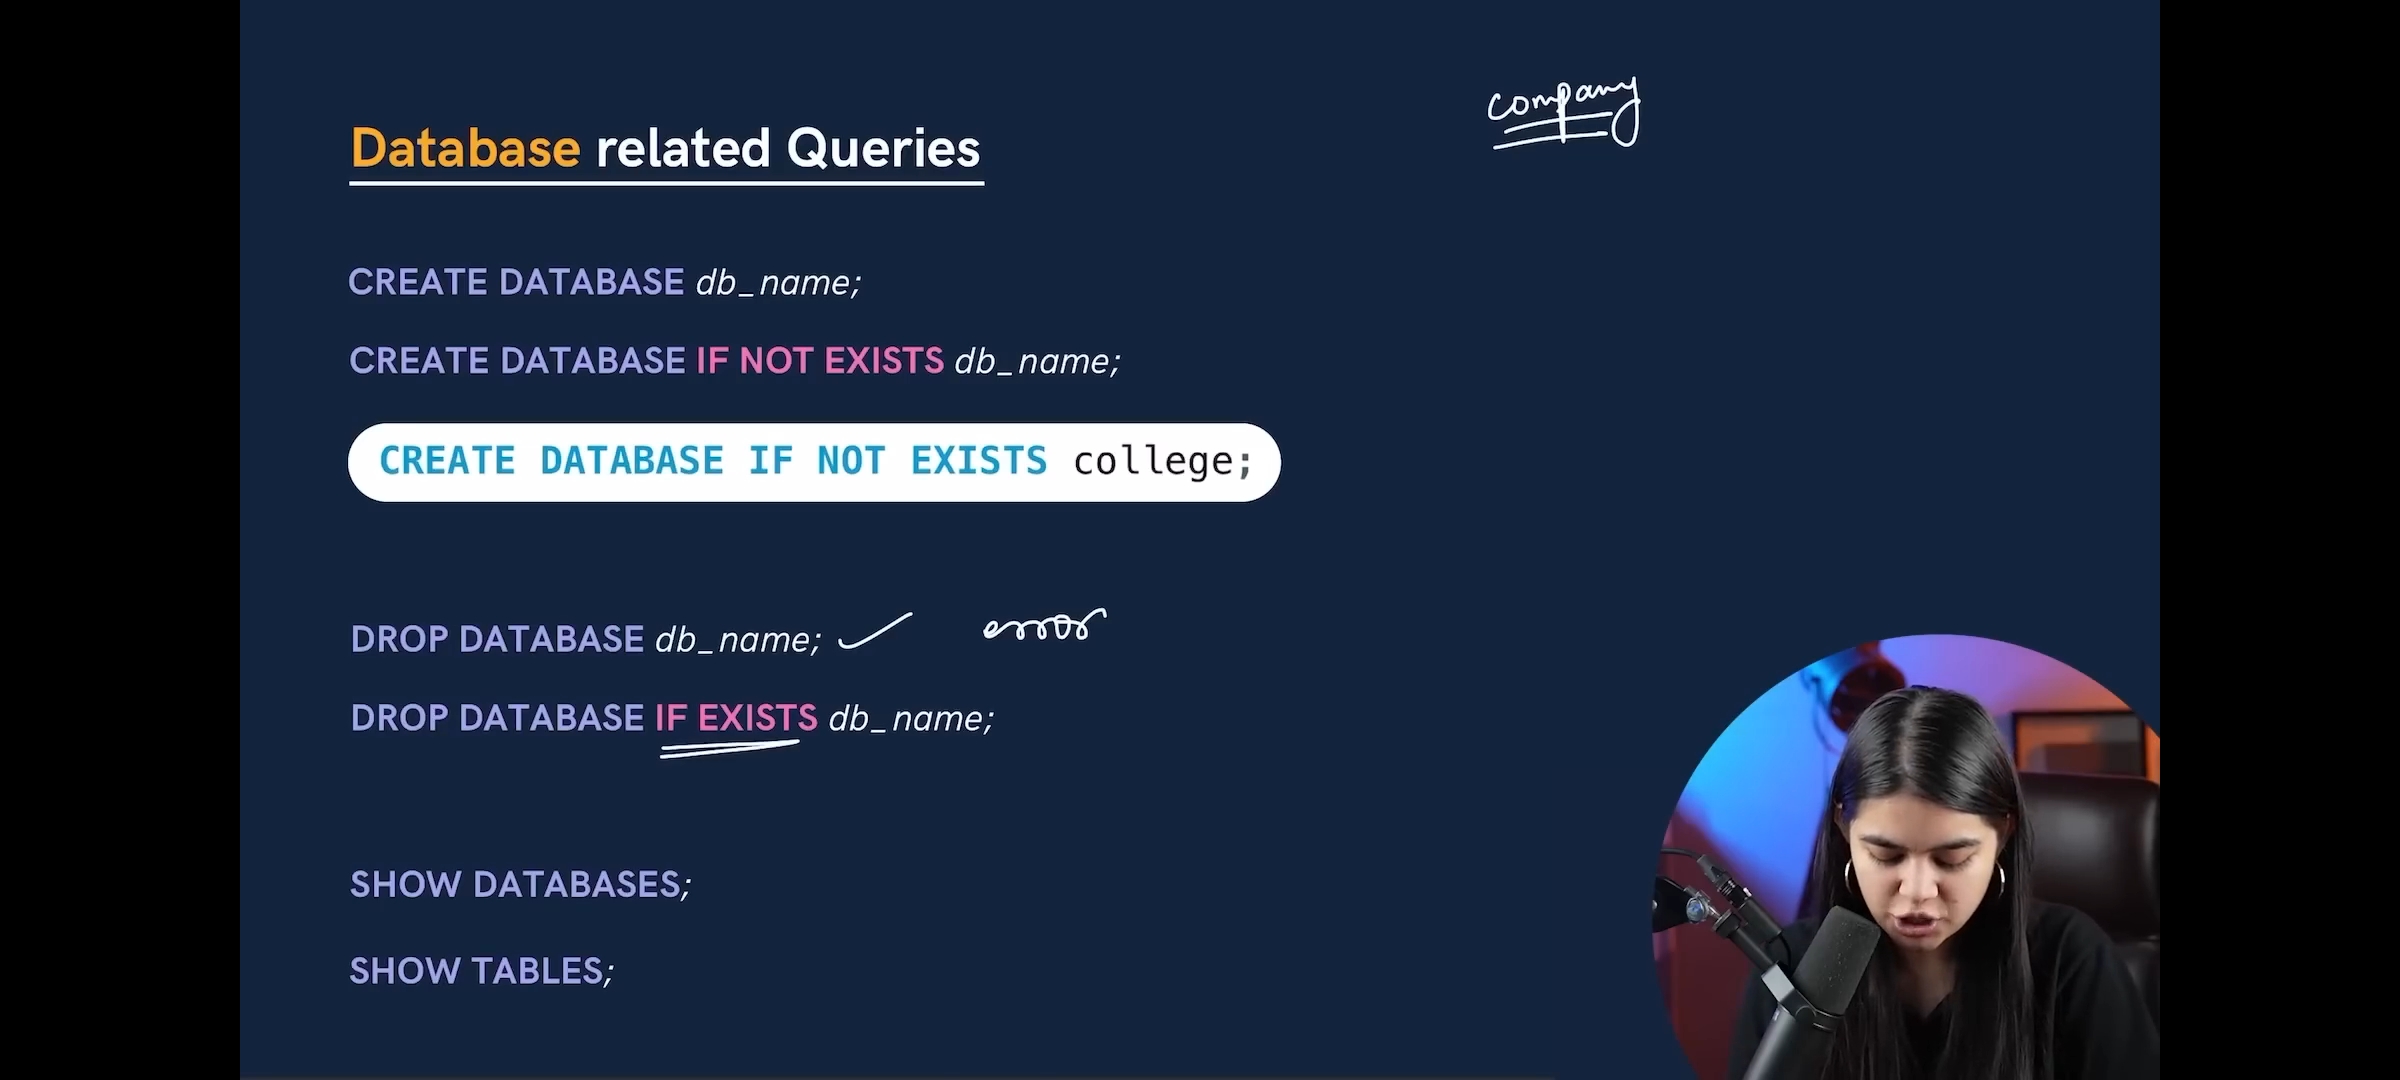 company
Database related Queries
CREATE DATABASE db_name;
CREATE DATABASE IF NOT EXISTS db_name;
CREATE DATABASE IF NOT EXISTS college;
DROP DATABASE db_name; error
DROP DATABASE IF EXISTS db_name;
SHOW DATABASES;
SHOW TABLES;